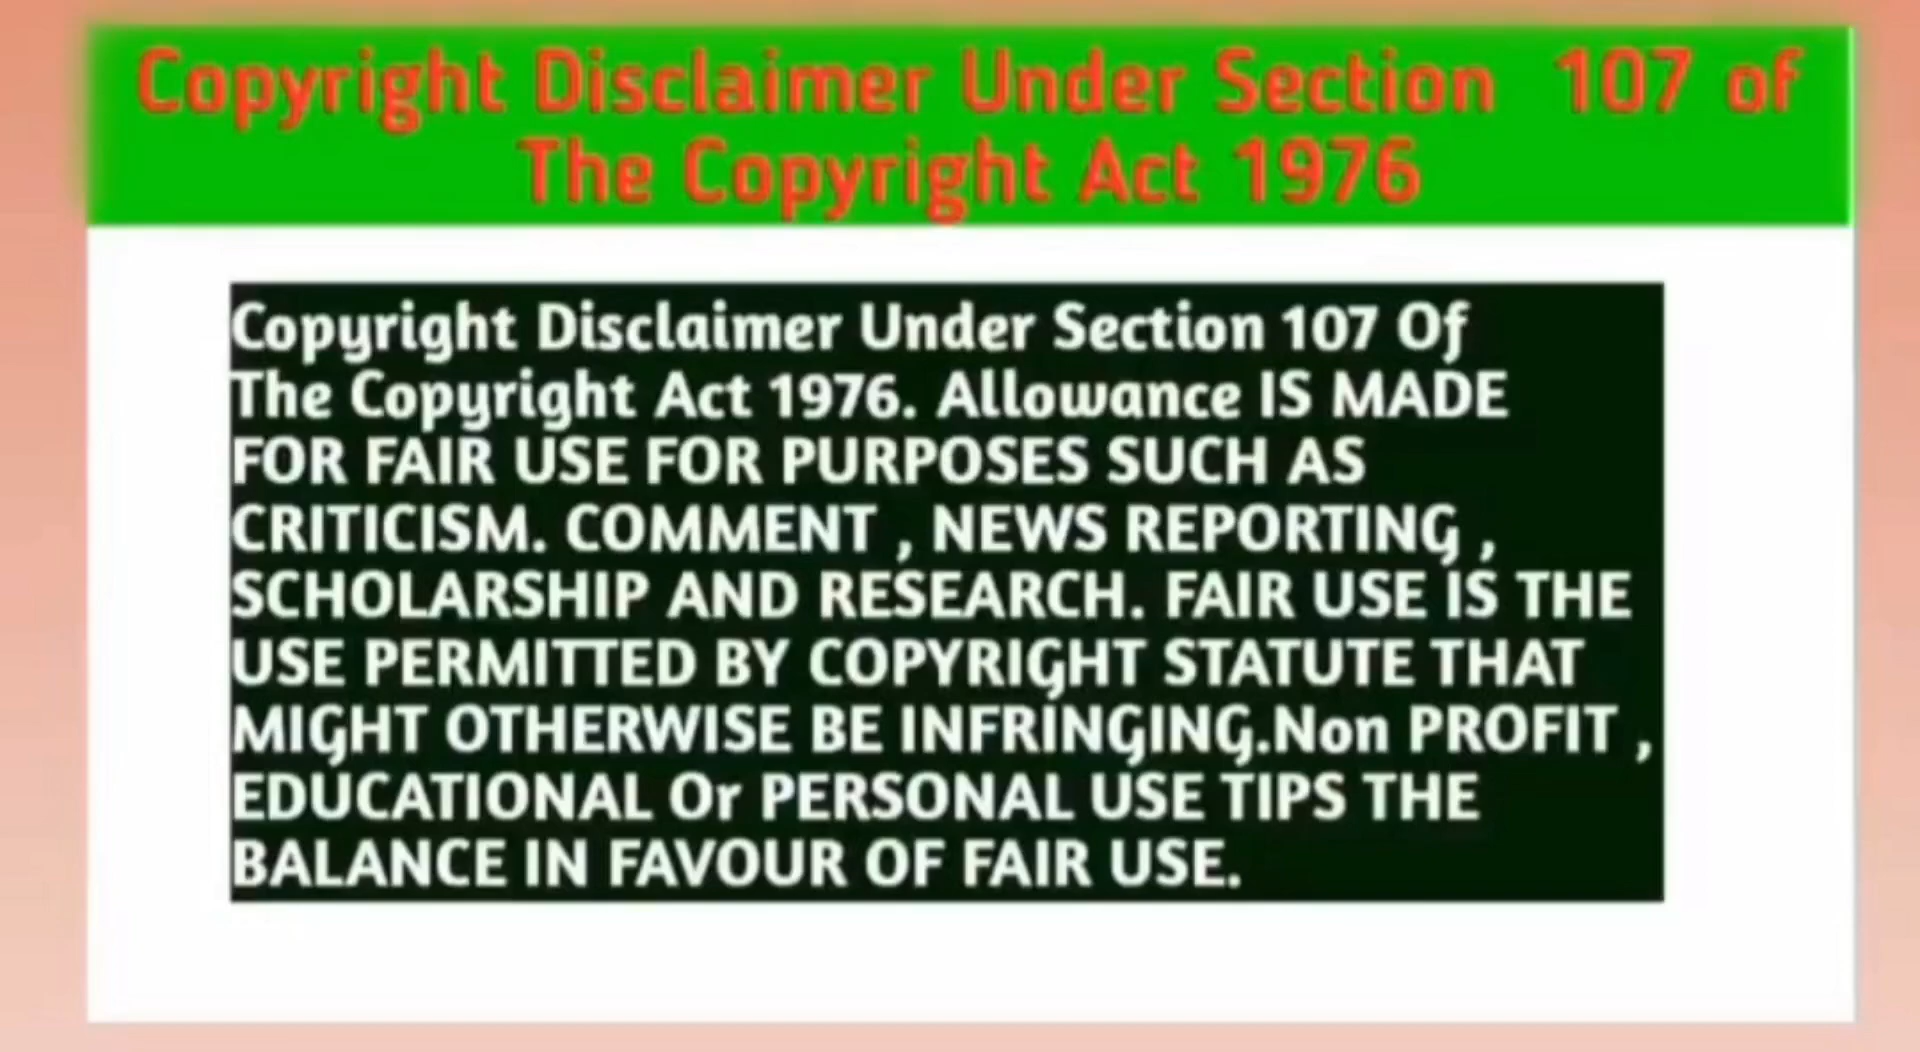 Copyright Disclaimer Under Section 107 of
The Copyright Act 1976
Copyright Disclaimer Under Section 107 Of
The Copyright Act 1976. Allowance IS MADE
FOR FAIR USE FOR PURPOSES SUCH AS
CRITICISM. COMMENT , NEWS REPORTING ,
SCHOLARSHIP AND RESEARCH. FAIR USE IS THE
USE PERMITTED BY COPYRIGHT STATUTE THAT
MIGHT OTHERWISE BE INFRINGING.Non PROFIT ,
EDUCATIONAL Or PERSONAL USE TIPS THE
BALANCE IN FAVOUR OF FAIR USE.